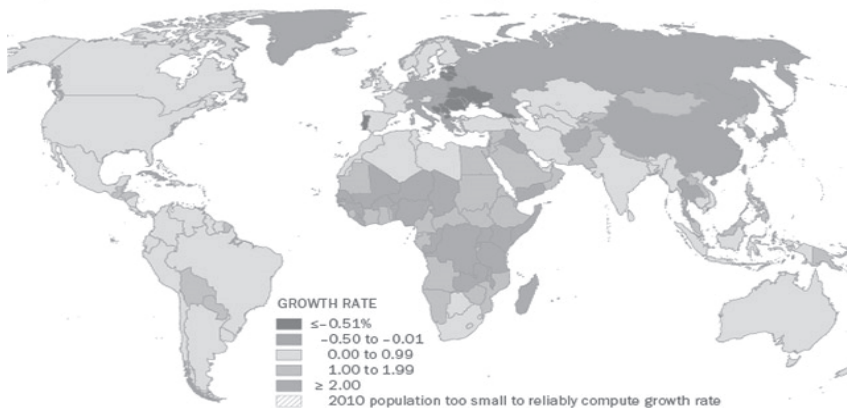 GROWTH RATE
≤−0.51%
−0.50 to −0.01
0.00 to 0.99
1.00 to 1.99
≥ 2.00
2010 population too small to reliably compute growth rate